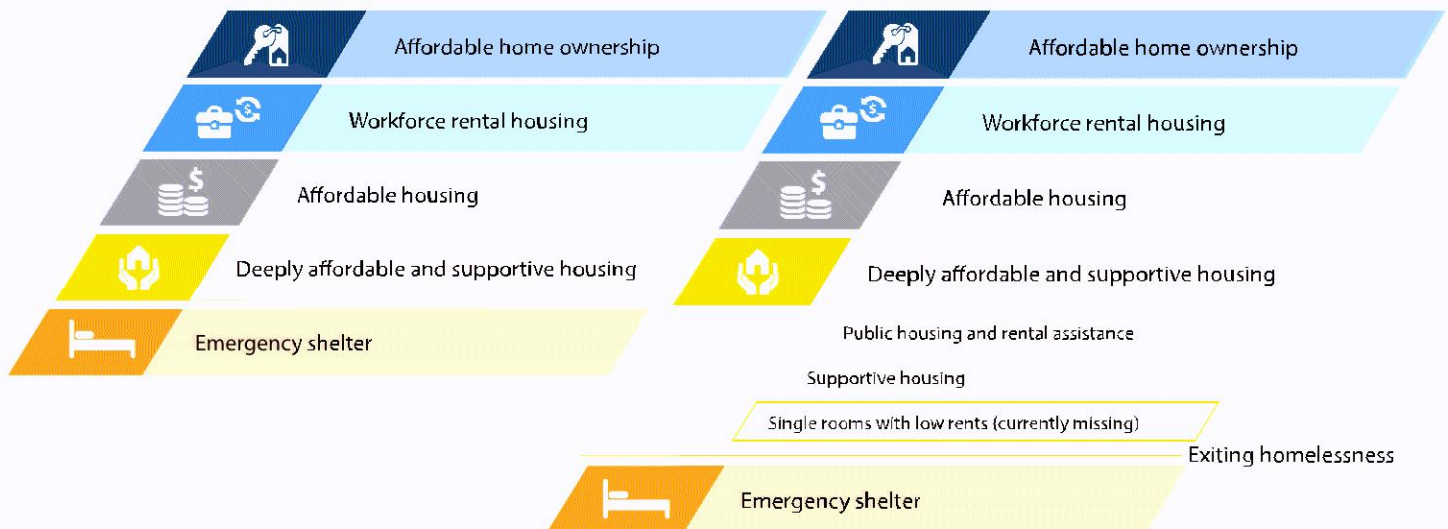 Affordable home ownership
Workforce rental housing
Affordable housing
Deeply affordable and supportive housing
Emergency shelter
Affordable home ownership
Workforce rental housing
Affordable housing
Deeply affordable and supportive housing
Public housing and rental assistance
Supportive housing
Single rooms with low rents (currently missing)
Exiting homelessness
Emergency shelter